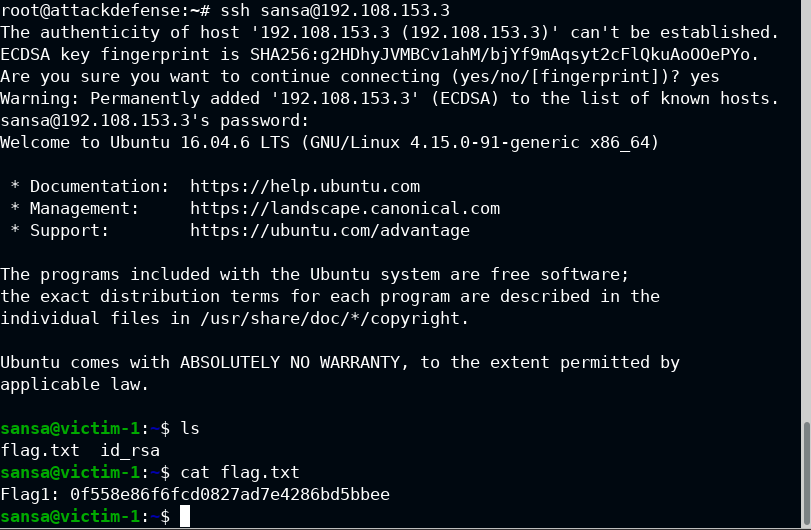 root@attackdefense:~# ssh sansa@192.108.153.3
The authenticity of host '192.108.153.3 (192.108.153.3)' can't be established.
ECDSA key fingerprint is SHA256:g2HDhyJVMBCv1ahM/bjYf9mAqsyt2cFlQkuAoOOePYo.
Are you sure you want to continue connecting (yes/no/[fingerprint])? yes
Warning: Permanently added '192.108.153.3' (ECDSA) to the list of known hosts.
sansa@192.108.153.3's password:
Welcome to Ubuntu 16.04.6 LTS (GNU/Linux 4.15.0-91-generic x86_64)

 * Documentation:  https://help.ubuntu.com
 * Management:     https://landscape.canonical.com
 * Support:        https://ubuntu.com/advantage

The programs included with the Ubuntu system are free software;
the exact distribution terms for each program are described in the
individual files in /usr/share/doc/*/copyright.

Ubuntu comes with ABSOLUTELY NO WARRANTY, to the extent permitted by
applicable law.

sansa@victim-1:~$ ls
flag.txt  id_rsa
sansa@victim-1:~$ cat flag.txt
Flag1: 0f558e86f6fcd0827ad7e4286bd5bbee
sansa@victim-1:~$